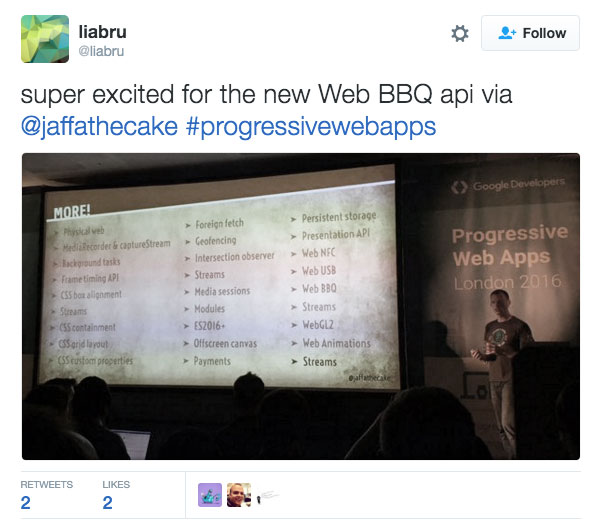 liabru
@liabru
Follow
super excited for the new Web BBQ api via
@jaffathecake #progressivewebapps
MORE!
➤ Physical web
➤ MediaRecorder & captureStream
➤ Background tasks
➤ Frame timing API
➤ CSS box alignment
➤ Streams
➤ CSS containment
➤ CSS grid layout
➤ CSS custom properties
➤ Foreign fetch
➤ Geofencing
➤ Intersection observer
➤ Streams
➤ Media sessions
➤ Modules
➤ ES2016+
➤ Offscreen canvas
➤ Payments
➤ Persistent storage
➤ Presentation API
➤ Web NFC
➤ Web USB
➤ Web BBQ
➤ Streams
➤ WebGL2
➤ Web Animations
➤ Streams
@jaffathecake
Google Developers
Progressive
Web Apps
London 2016
RETWEETS
2
LIKES
2